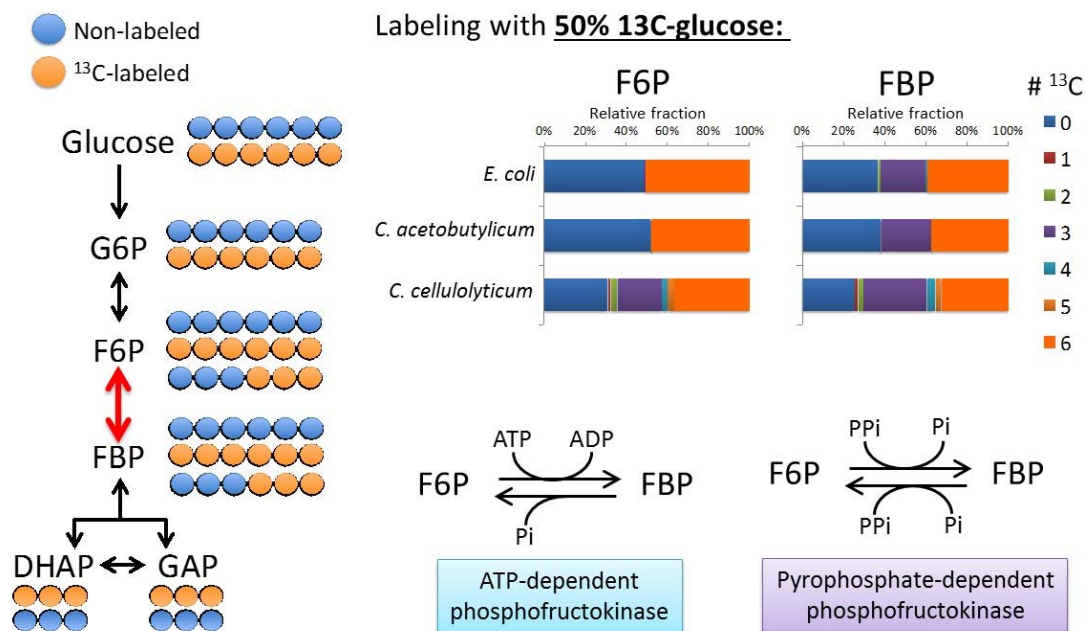 Non-labeled
13C-labeled
Glucose
G6P
F6P
FBP
DHAP
GAP
Labeling with 50% 13C-glucose:
F6P
Relative fraction
0% 20% 40% 60% 80% 100%
FBP
Relative fraction
0% 20% 40% 60% 80% 100%
E. coli
C. acetobutylicum
C. cellulolyticum
# 13C
0
1
2
3
4
5
6
ATP ADP
F6P FBP
Pi
ATP-dependent
phosphofructokinase
PPi Pi
F6P FBP
PPi Pi
Pyrophosphate-dependent
phosphofructokinase